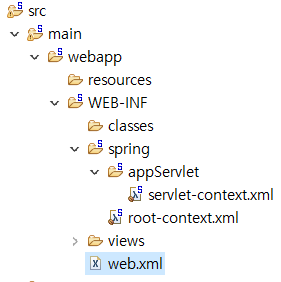 src
main
webapp
resources
WEB-INF
classes
spring
appServlet
servlet-context.xml
root-context.xml
views
web.xml